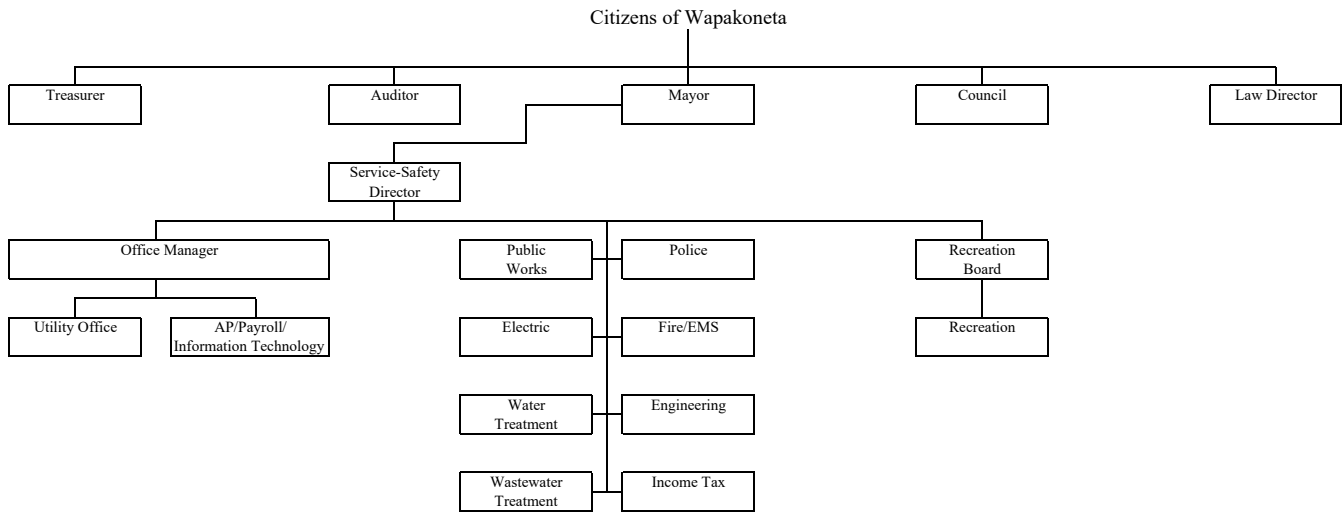 Citizens of Wapakoneta
Treasurer
Auditor
Mayor
Council
Law Director
Service-Safety
Director
Office Manager
Public
Works
Police
Recreation
Board
Utility Office
AP/Payroll/
Information Technology
Electric
Fire/EMS
Recreation
Water
Treatment
Engineering
Wastewater
Treatment
Income Tax